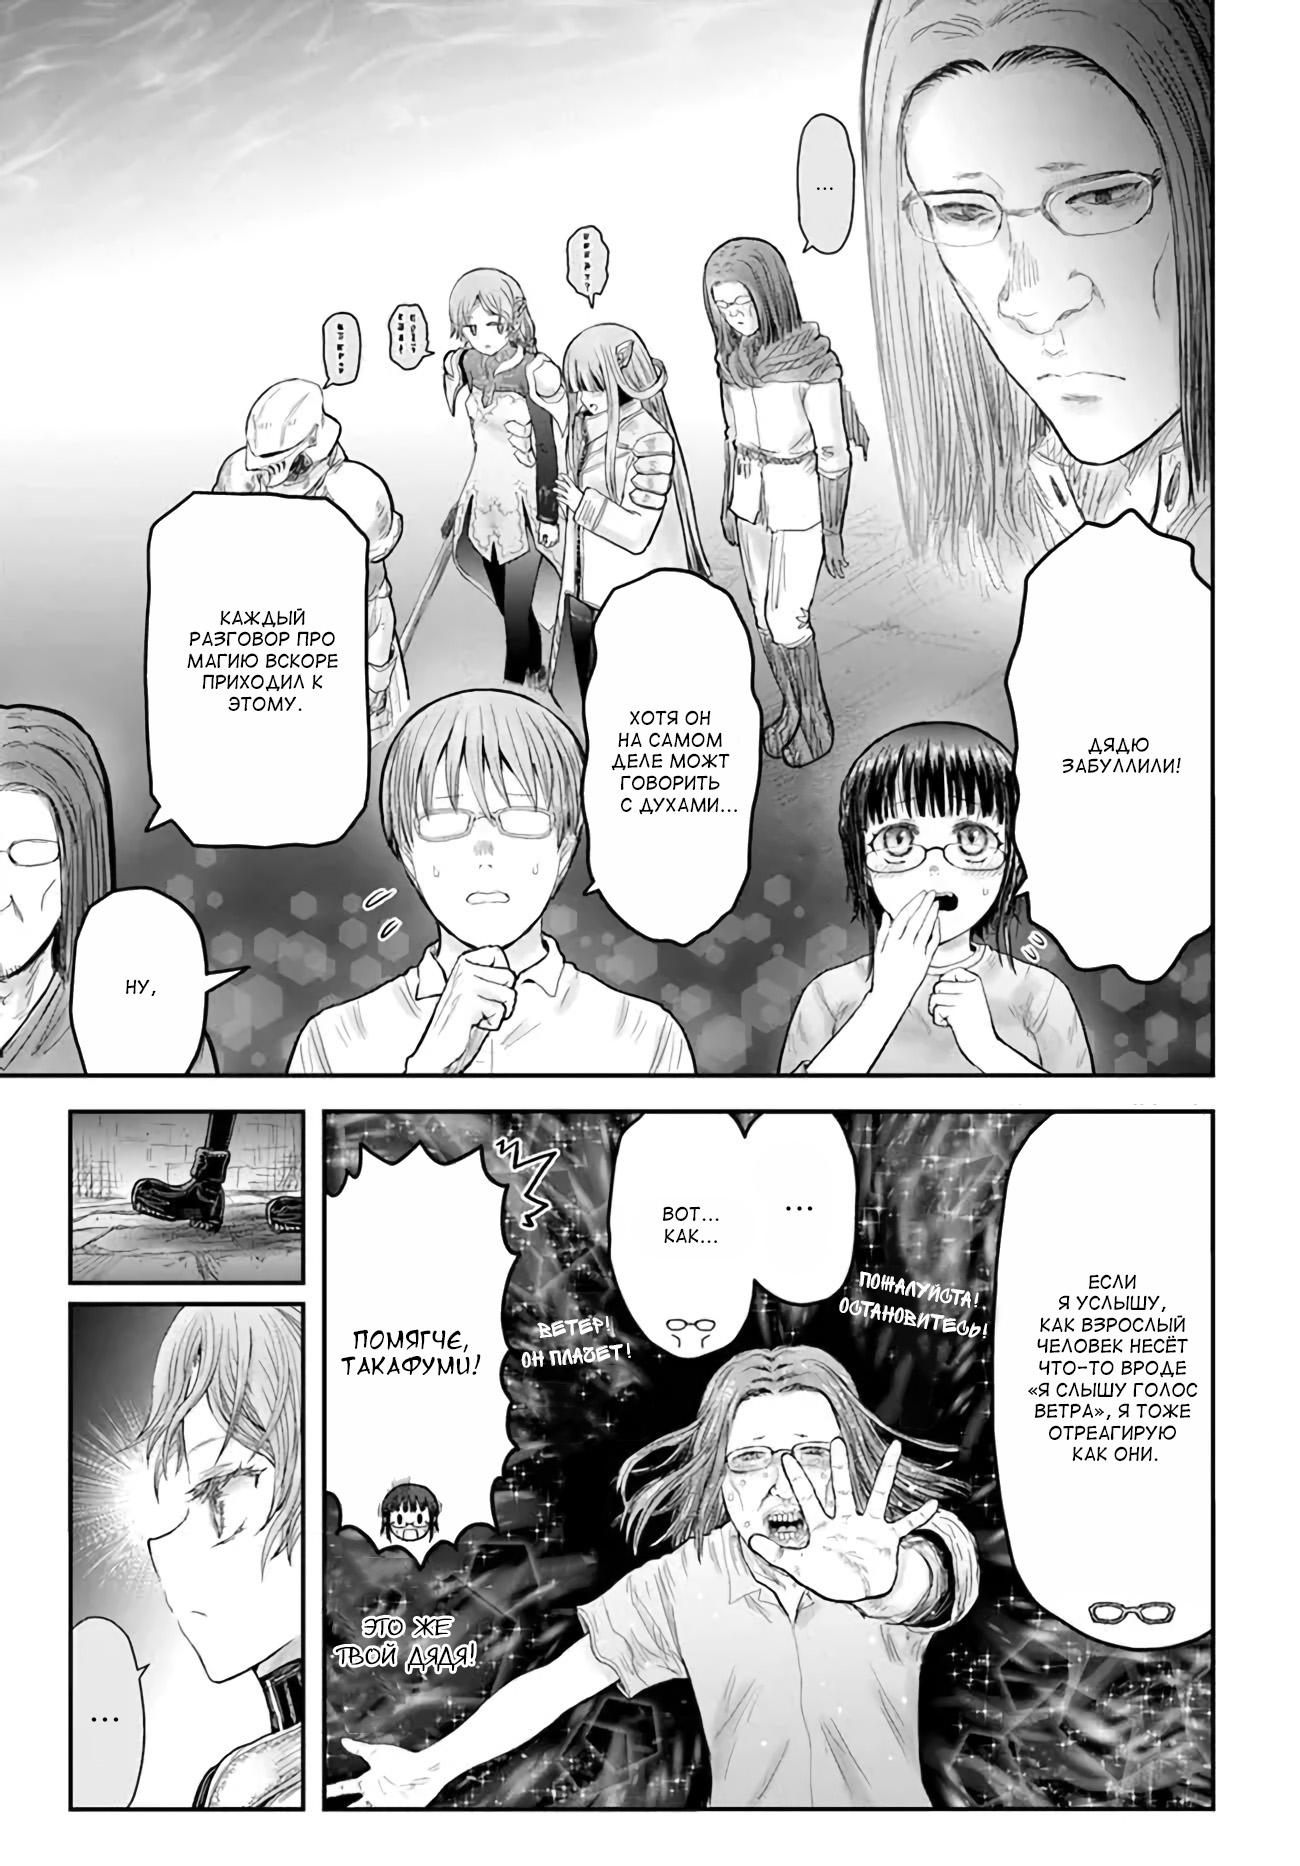 ...
ДЯДЮ
ЗАБУЛЛИЛИ!
ХОТЯ ОН
НА САМОМ
ДЕЛЕ МОЖТ
ГОВОРИТЬ
С ДУХАМИ...
КАЖДЫЙ
РАЗГОВОР ПРО
МАГИЮ ВСКОРЕ
ПРИХОДИЛ К
ЭТОМУ.
НУ,
ЕСЛИ
Я УСЛЫШУ,
КАК ВЗРОСЛЫЙ
ЧЕЛОВЕК НЕСЁТ
ЧТО-ТО ВРОДЕ
«Я СЛЫШУ ГОЛОС
ВЕТРА», Я ТОЖЕ
ОТРЕАГИРУЮ
КАК ОНИ.
ПОЖАЛУЙСТА!
ОСТАНОВИТЕСЬ!
...
ВОТ...
КАК...
ВЕТЕР!
ОН ПЛАЧЕТ!
ПОМЯГЧЕ,
ТАКАФУМИ!
ЭТО ЖЕ
ТВОЙ ДЯДЯ!
...